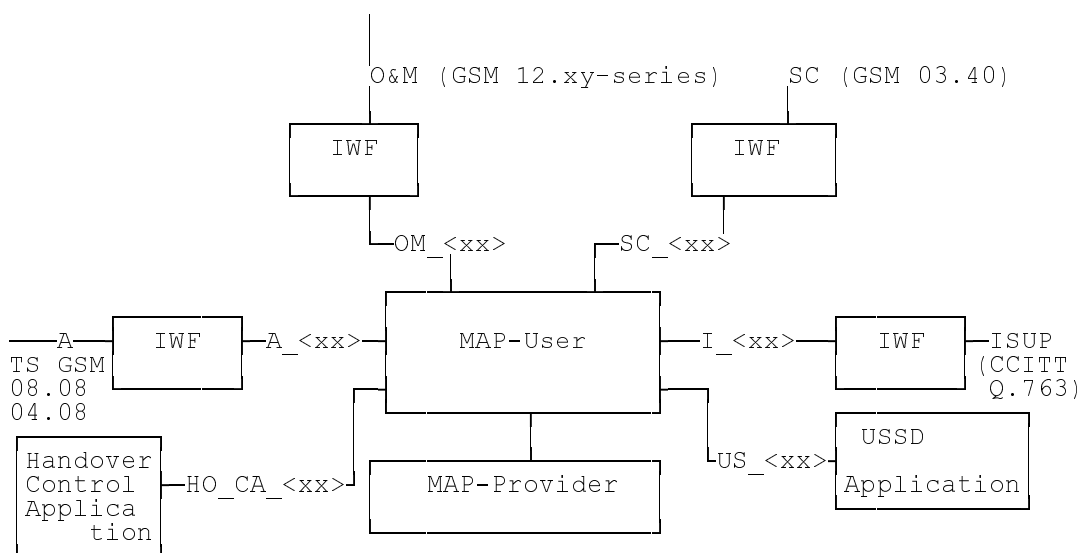 O&M (GSM 12.xy-series)
SC (GSM 03.40)
IWF
IWF
OM_<xx>
SC_<xx>
A
TS GSM
08.08
04.08
IWF
A_<xx>
MAP-User
I_<xx>
IWF
ISUP
(CCITT
Q.763)
Handover
Control
Applica
tion
HO_CA_<xx>
MAP-Provider
US_<xx>
USSD
Application